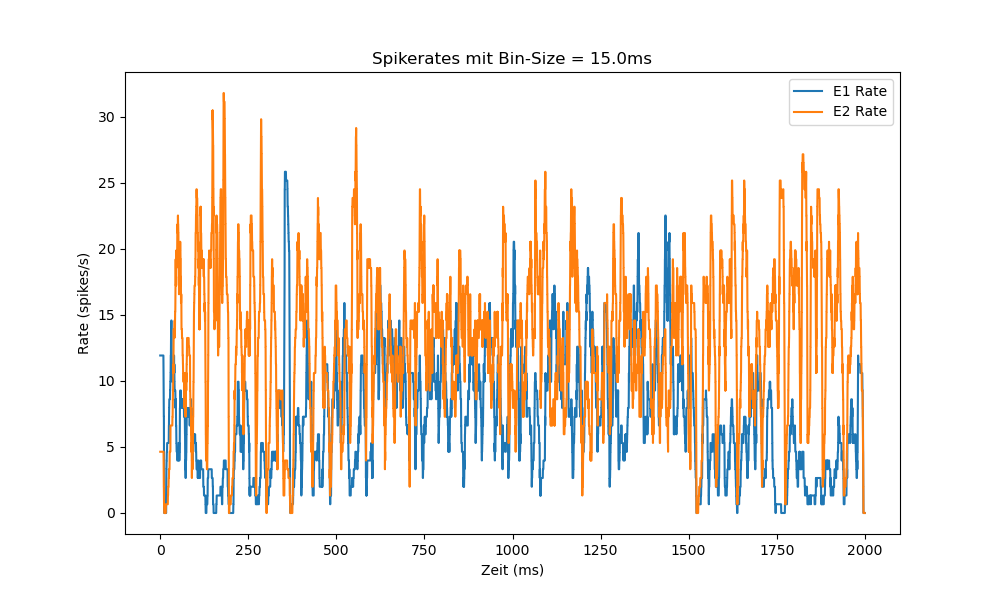 Spikerates mit Bin-Size = 15.0ms
E1 Rate
E2 Rate
Rate (spikes/s)
30
25
20
15
10
5
0
0 250 500 750 1000 1250 1500 1750 2000
Zeit (ms)